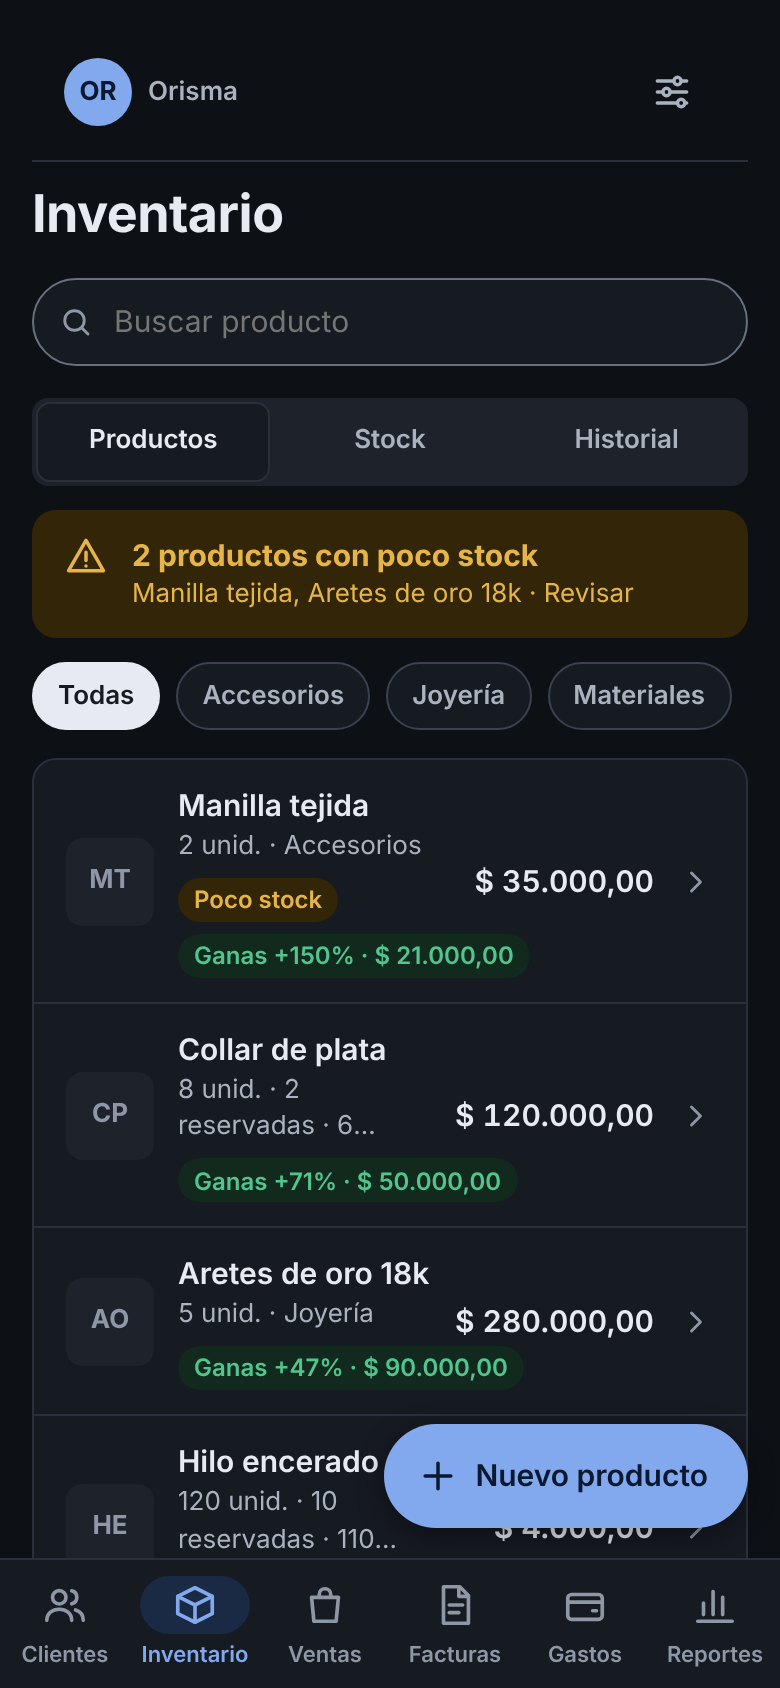 OR Orisma
Inventario
Buscar producto
Productos Stock Historial
2 productos con poco stock
Manilla tejida, Aretes de oro 18k · Revisar
Todas Accesorios Joyería Materiales
MT
Manilla tejida
2 unid. · Accesorios
Poco stock
$ 35.000,00
Ganas +150% · $ 21.000,00
CP
Collar de plata
8 unid. · 2
reservadas · 6...
$ 120.000,00
Ganas +71% · $ 50.000,00
AO
Aretes de oro 18k
5 unid. · Joyería
$ 280.000,00
Ganas +47% · $ 90.000,00
HE
Hilo encerado
120 unid. · 10
reservadas · 110...
Nuevo producto
$ 4.000,00
Clientes Inventario Ventas Facturas Gastos Reportes